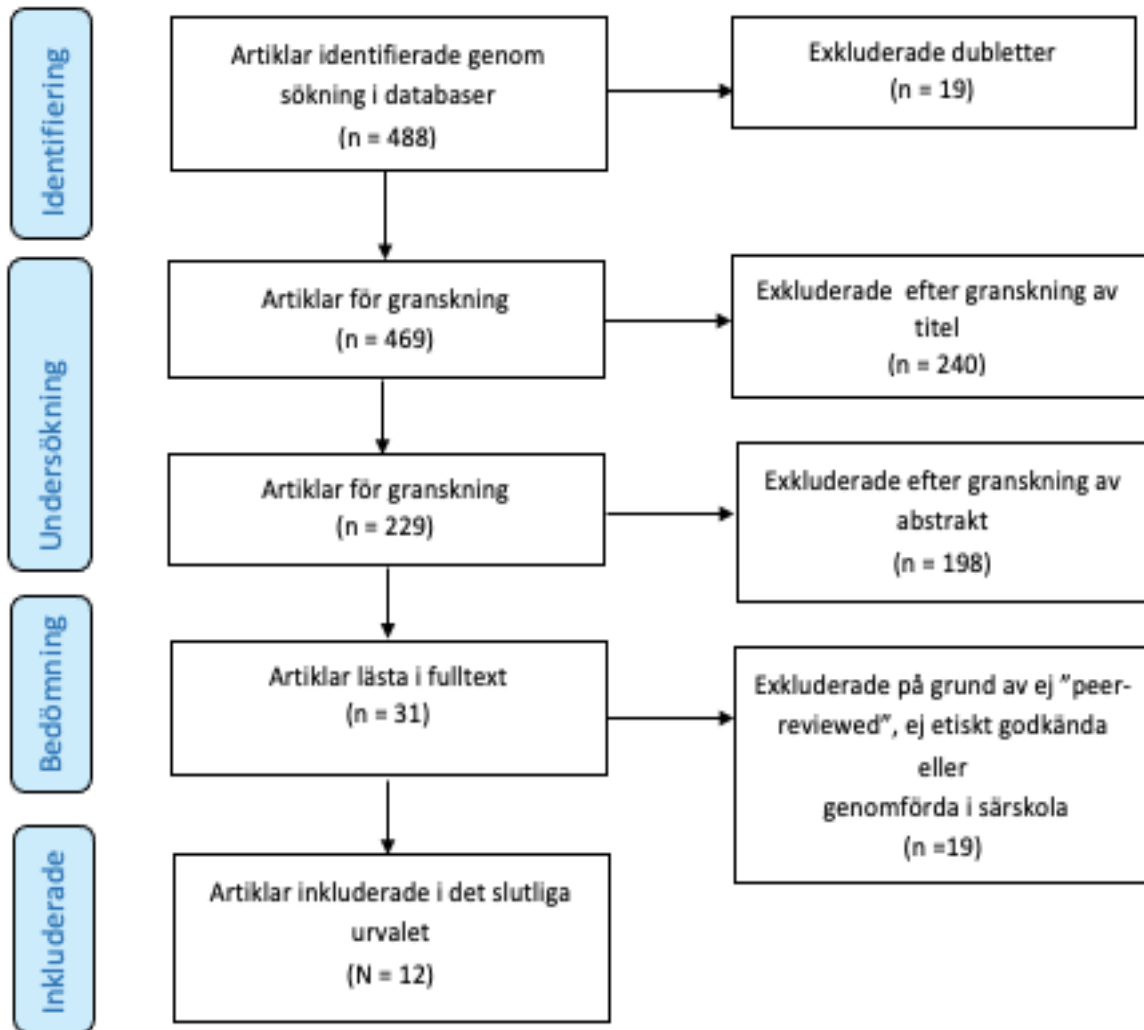 Identifiering
Artiklar identifierade genom
sökning i databaser
(n = 488)
Exkluderade dubletter
(n = 19)
Undersökning
Artiklar för granskning
(n = 469)
Exkluderade efter granskning av
titel
(n = 240)
Artiklar för granskning
(n = 229)
Exkluderade efter granskning av
abstrakt
(n = 198)
Bedömning
Artiklar lästa i fulltext
(n = 31)
Exkluderade på grund av ej ”peer-
reviewed”, ej etiskt godkända
eller
genomförda i särskola
(n =19)
Inkluderade
Artiklar inkluderade i det slutliga
urvalet
(N = 12)